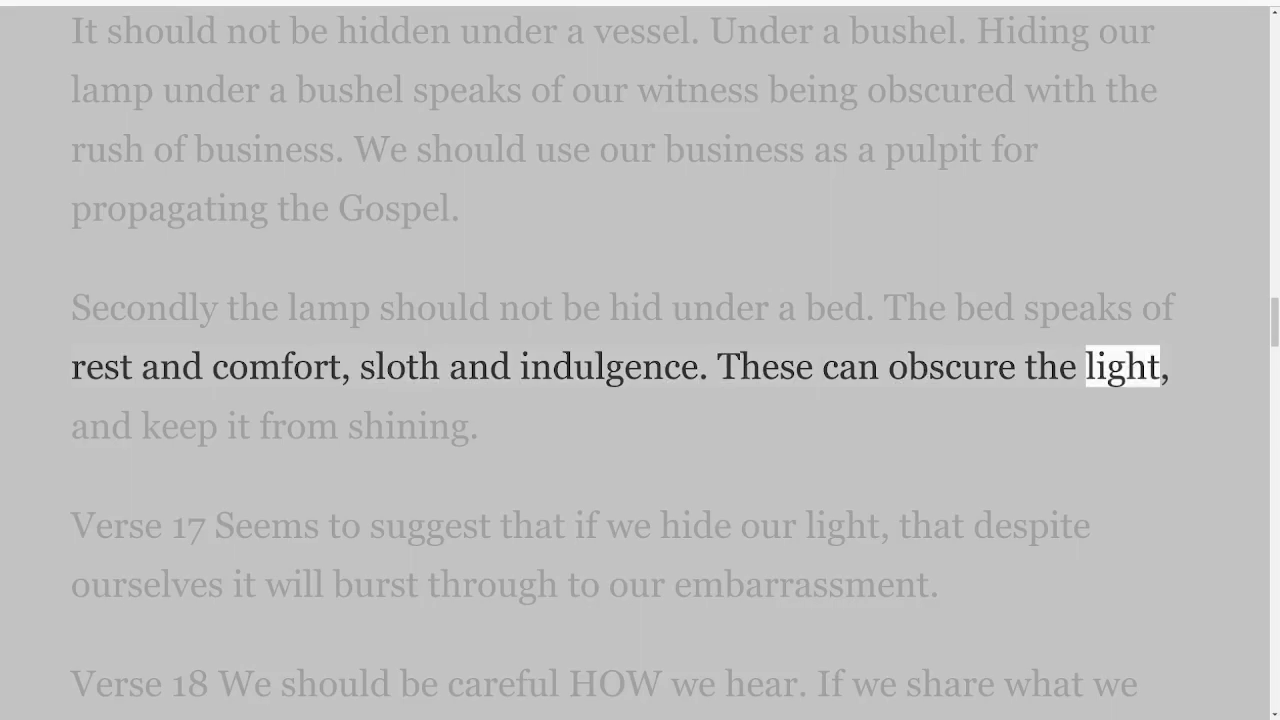 It should not be hidden under a vessel. Under a bushel. Hiding our
lamp under a bushel speaks of our witness being obscured with the
rush of business. We should use our business as a pulpit for
propagating the Gospel.
Secondly the lamp should not be hid under a bed. The bed speaks of
rest and comfort, sloth and indulgence. These can obscure the light,
and keep it from shining.
Verse 17 Seems to suggest that if we hide our light, that despite
ourselves it will burst through to our embarrassment.
Verse 18 We should be careful HOW we hear. If we share what we